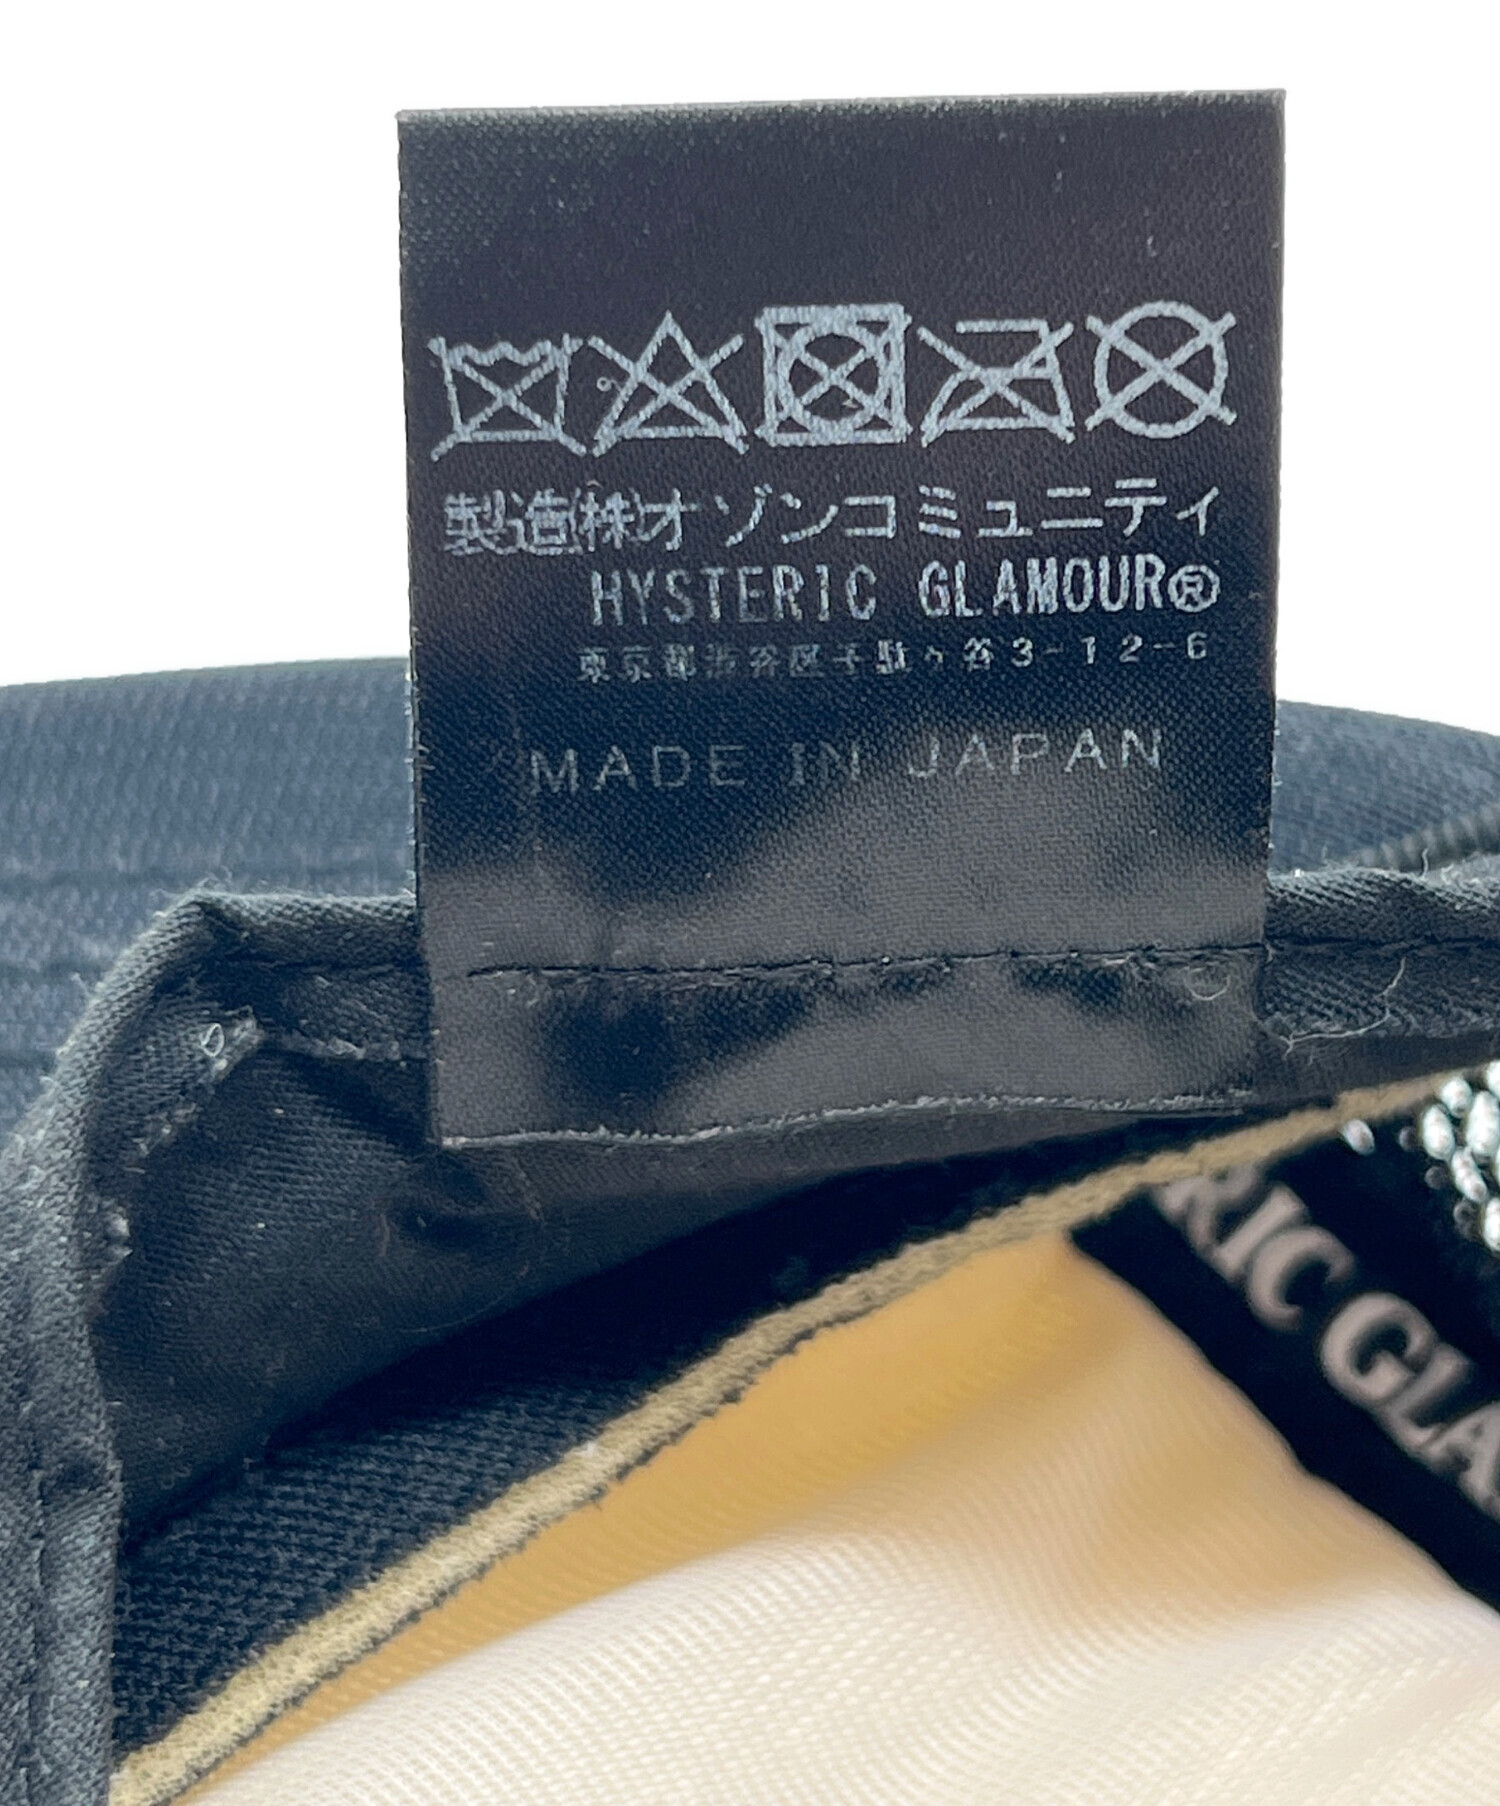 製造㈱オゾンコミュニティ
HYSTERIC GLAMOUR®
東京都渋谷区千駄ヶ谷3-12-6
MADE IN JAPAN
RIC GLA